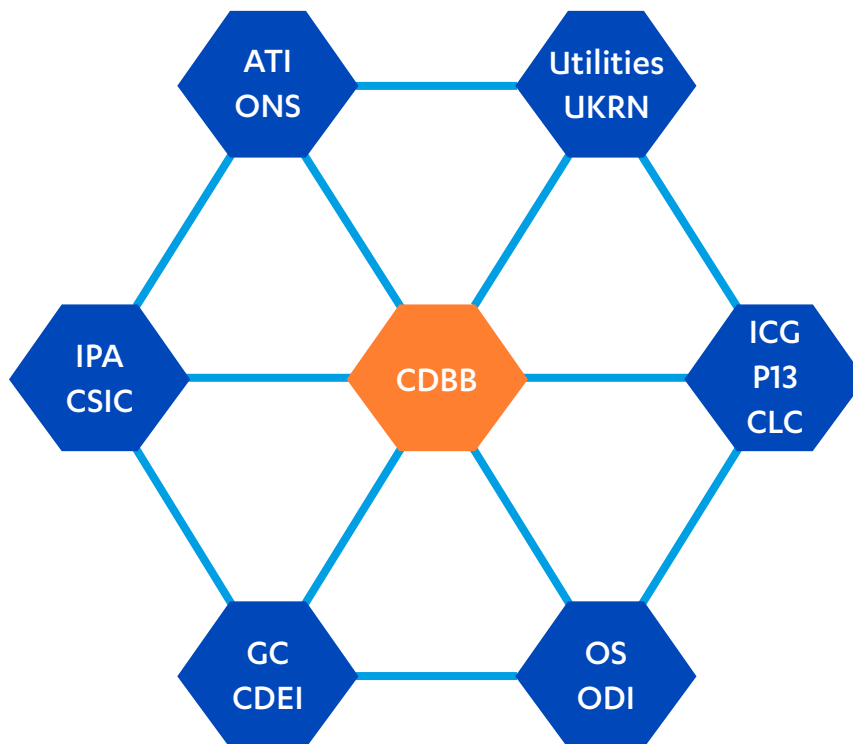 ATI
ONS
Utilities
UKRN
IPA
CSIC
CDBB
ICG
P13
CLC
GC
CDEI
OS
ODI